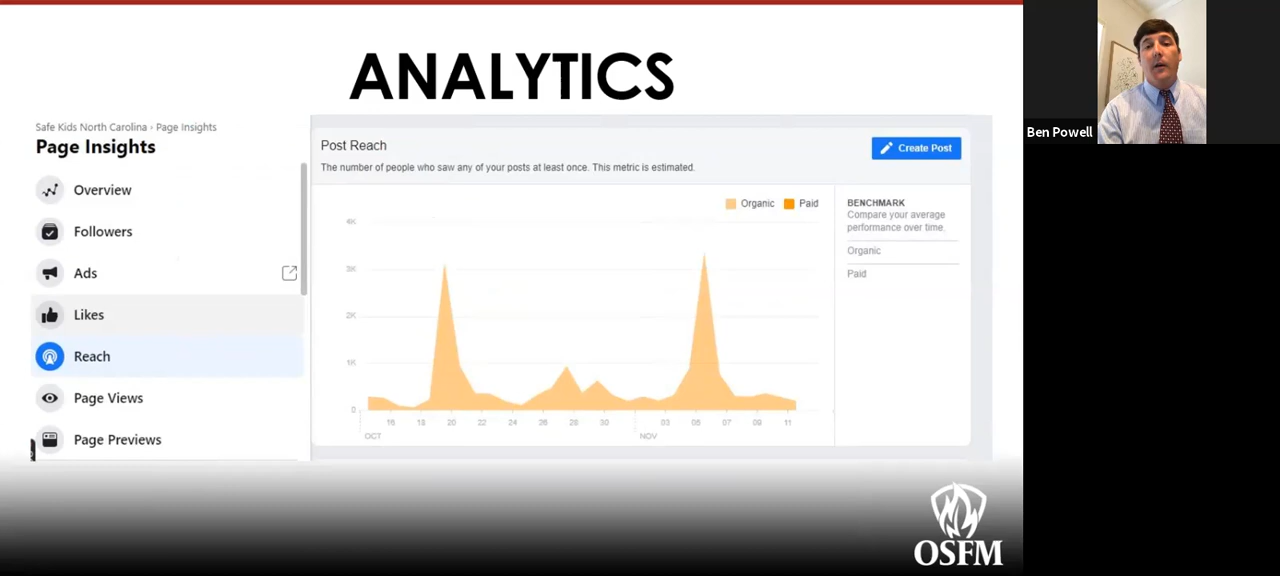 ANALYTICS
Safe Kids North Carolina › Page Insights
Page Insights
Overview
Followers
Ads
Likes
Reach
Page Views
Page Previews
Post Reach
Create Post
The number of people who saw any of your posts at least once. This metric is estimated.
Organic Paid
4K
3K
2K
1K
0
16 18 20 22 24 26 28 30 03 05 07 09 11
OCT NOV
BENCHMARK
Compare your average
performance over time.
Organic
Paid
OSFM
Ben Powell